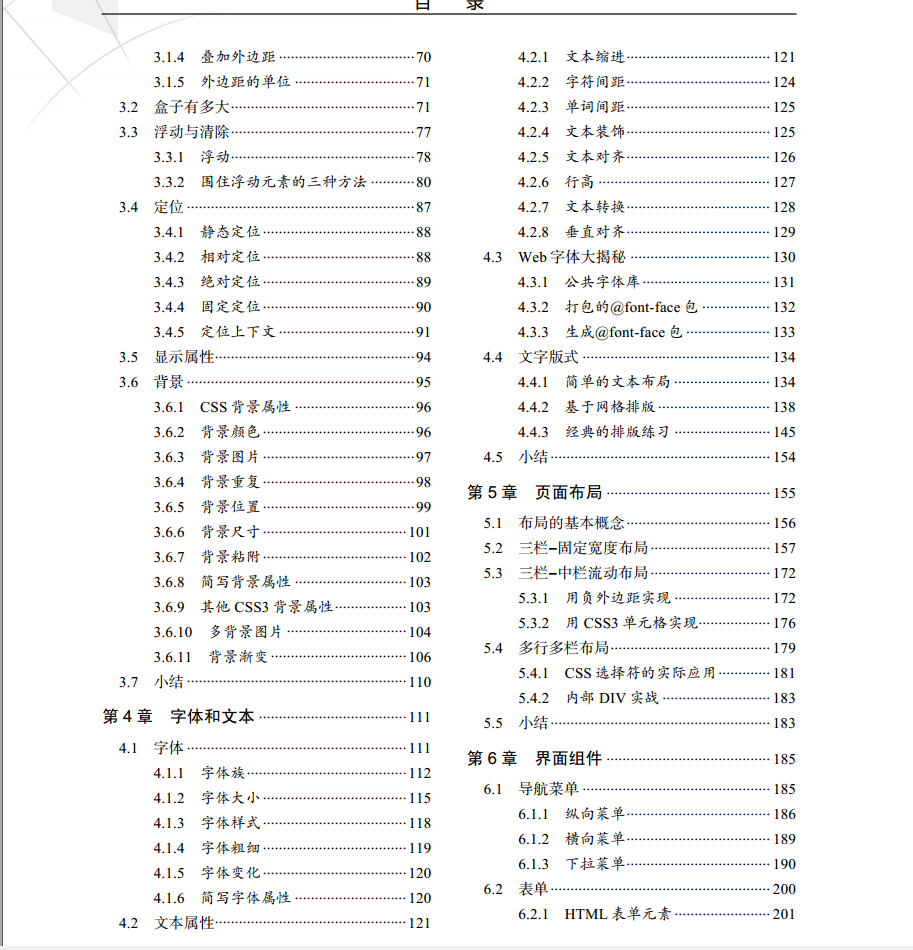 目 录
3.1.4 叠加外边距 70
3.1.5 外边距的单位 71
3.2 盒子有多大 71
3.3 浮动与清除 77
3.3.1 浮动 78
3.3.2 围住浮动元素的三种方法 80
3.4 定位 87
3.4.1 静态定位 88
3.4.2 相对定位 88
3.4.3 绝对定位 89
3.4.4 固定定位 90
3.4.5 定位上下文 91
3.5 显示属性 94
3.6 背景 95
3.6.1 CSS 背景属性 96
3.6.2 背景颜色 96
3.6.3 背景图片 97
3.6.4 背景重复 98
3.6.5 背景位置 99
3.6.6 背景尺寸 101
3.6.7 背景粘附 102
3.6.8 简写背景属性 103
3.6.9 其他 CSS3 背景属性 103
3.6.10 多背景图片 104
3.6.11 背景渐变 106
3.7 小结 110
第 4 章 字体和文本 111
4.1 字体 111
4.1.1 字体族 112
4.1.2 字体大小 115
4.1.3 字体样式 118
4.1.4 字体粗细 119
4.1.5 字体变化 120
4.1.6 简写字体属性 120
4.2 文本属性 121
4.2.1 文本缩进 121
4.2.2 字符间距 124
4.2.3 单词间距 125
4.2.4 文本装饰 125
4.2.5 文本对齐 126
4.2.6 行高 127
4.2.7 文本转换 128
4.2.8 垂直对齐 129
4.3 Web 字体大揭秘 130
4.3.1 公共字体库 131
4.3.2 打包的@font-face 包 132
4.3.3 生成@font-face 包 133
4.4 文字版式 134
4.4.1 简单的文本布局 134
4.4.2 基于网格排版 138
4.4.3 经典的排版练习 145
4.5 小结 154
第 5 章 页面布局 155
5.1 布局的基本概念 156
5.2 三栏–固定宽度布局 157
5.3 三栏–中栏流动布局 172
5.3.1 用负外边距实现 172
5.3.2 用 CSS3 单元格实现 176
5.4 多行多栏布局 179
5.4.1 CSS 选择符的实际应用 181
5.4.2 内部 DIV 实战 183
5.5 小结 183
第 6 章 界面组件 185
6.1 导航菜单 185
6.1.1 纵向菜单 186
6.1.2 横向菜单 189
6.1.3 下拉菜单 190
6.2 表单 200
6.2.1 HTML 表单元素 201